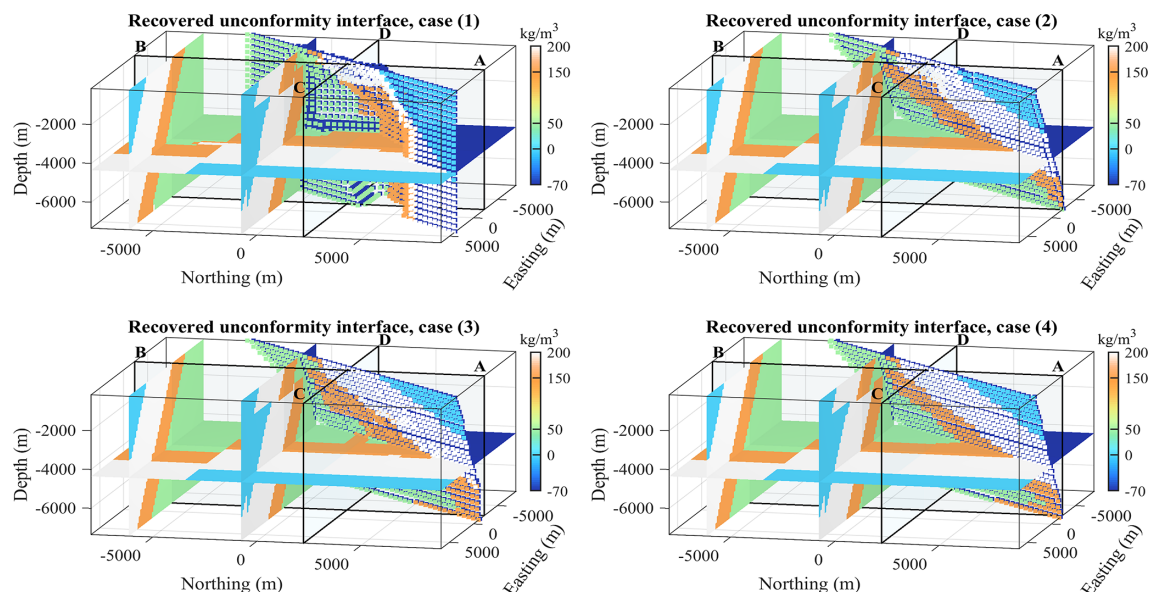 Recovered unconformity interface, case (1)
kg/m³
D
B
A
C
200
150
50
0
-70
-2000
-4000
-6000
Depth (m)
-5000
0
5000
Northing (m)
-5000
0
5000
Easting (m)
Recovered unconformity interface, case (2)
kg/m³
D
B
A
C
200
150
50
0
-70
-2000
-4000
-6000
Depth (m)
-5000
0
5000
Northing (m)
-5000
0
5000
Easting (m)
Recovered unconformity interface, case (3)
kg/m³
D
B
A
C
200
150
50
0
-70
-2000
-4000
-6000
Depth (m)
-5000
0
5000
Northing (m)
-5000
0
5000
Easting (m)
Recovered unconformity interface, case (4)
kg/m³
D
B
A
C
200
150
50
0
-70
-2000
-4000
-6000
Depth (m)
-5000
0
5000
Northing (m)
-5000
0
5000
Easting (m)